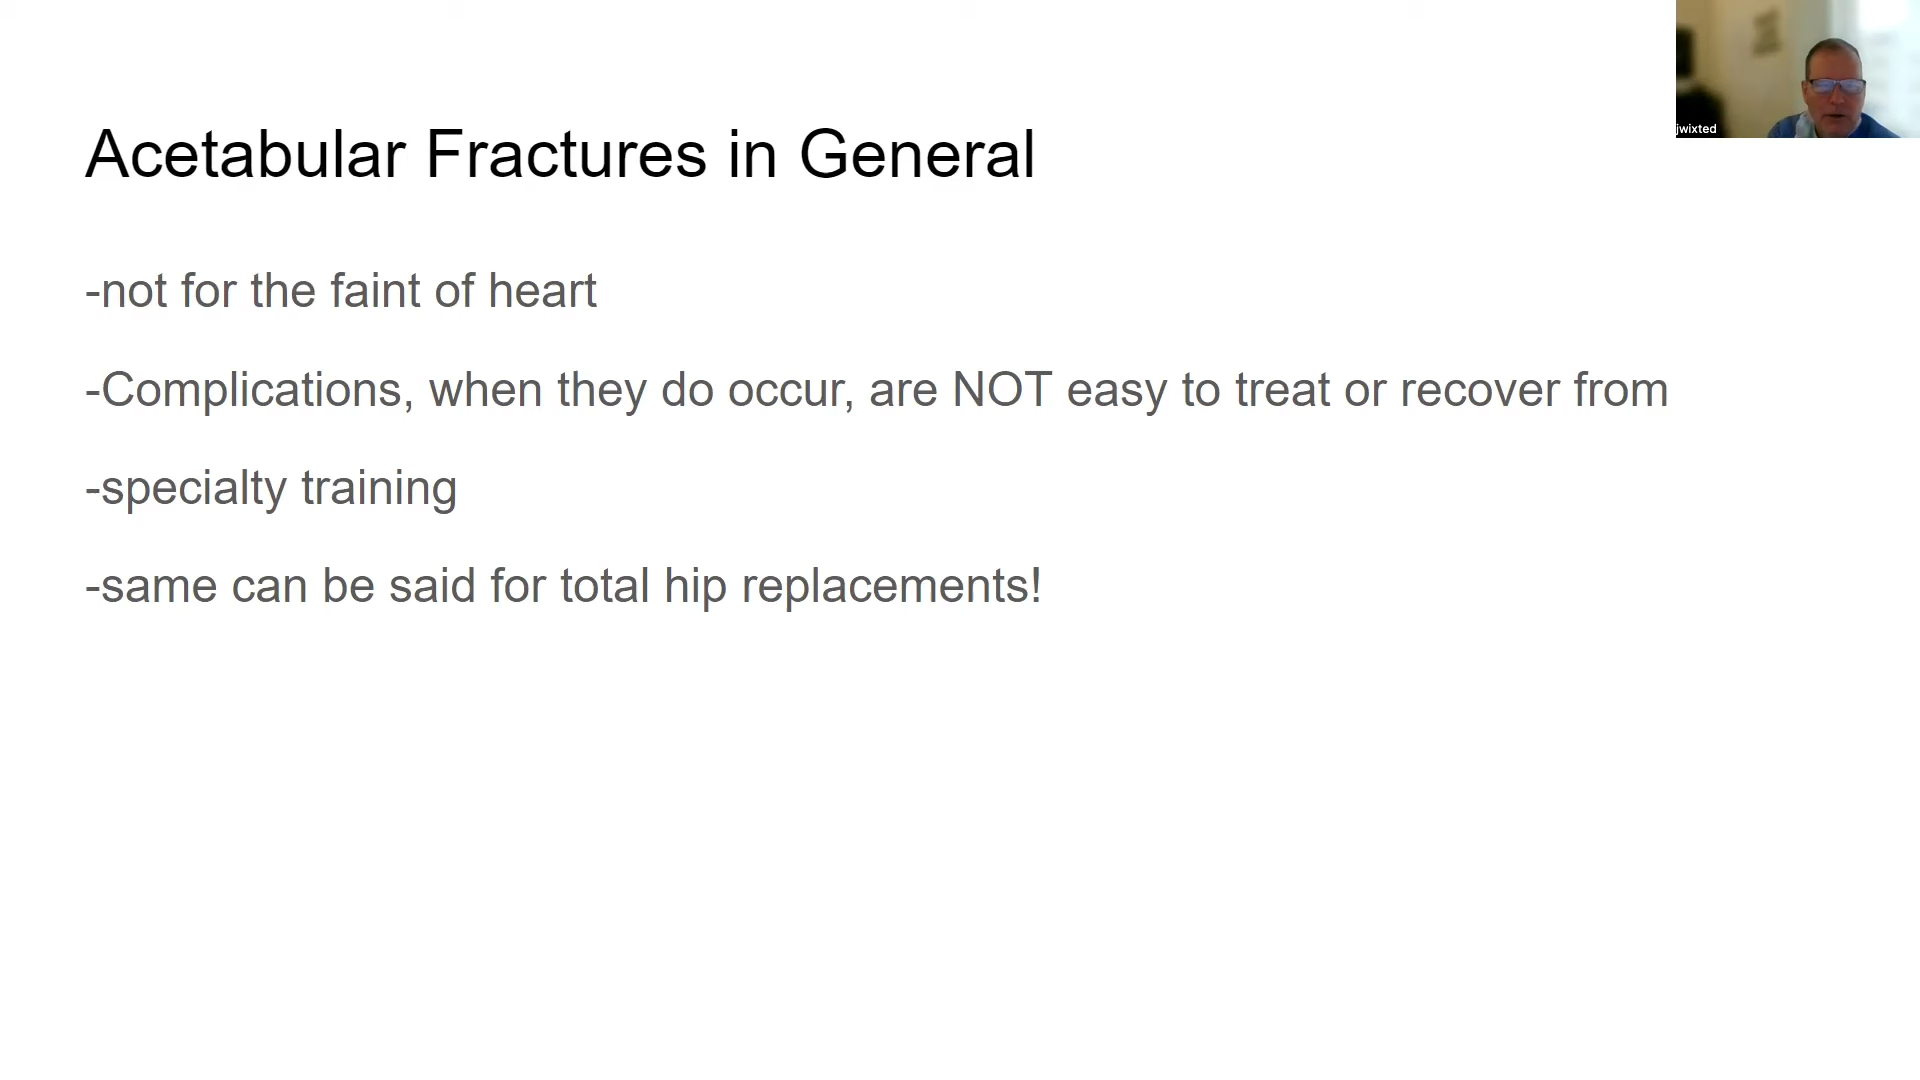 Acetabular Fractures in General
-not for the faint of heart
-Complications, when they do occur, are NOT easy to treat or recover from
-specialty training
-same can be said for total hip replacements!
jwixted